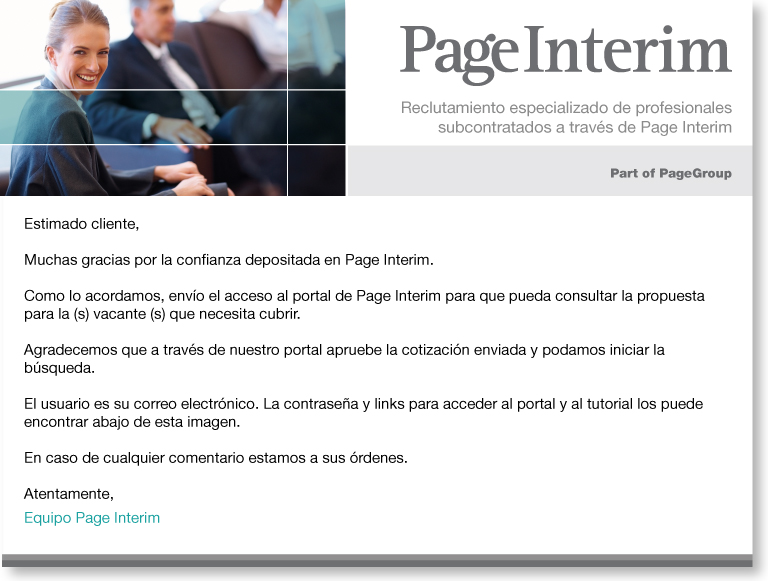 Page Interim
Reclutamiento especializado de profesionales
subcontratados a través de Page Interim
Part of PageGroup
Estimado cliente,
Muchas gracias por la confianza depositada en Page Interim.
Como lo acordamos, envío el acceso al portal de Page Interim para que pueda consultar la propuesta
para la (s) vacante (s) que necesita cubrir.
Agradecemos que a través de nuestro portal apruebe la cotización enviada y podamos iniciar la
búsqueda.
El usuario es su correo electrónico. La contraseña y links para acceder al portal y al tutorial los puede
encontrar abajo de esta imagen.
En caso de cualquier comentario estamos a sus órdenes.
Atentamente,
Equipo Page Interim